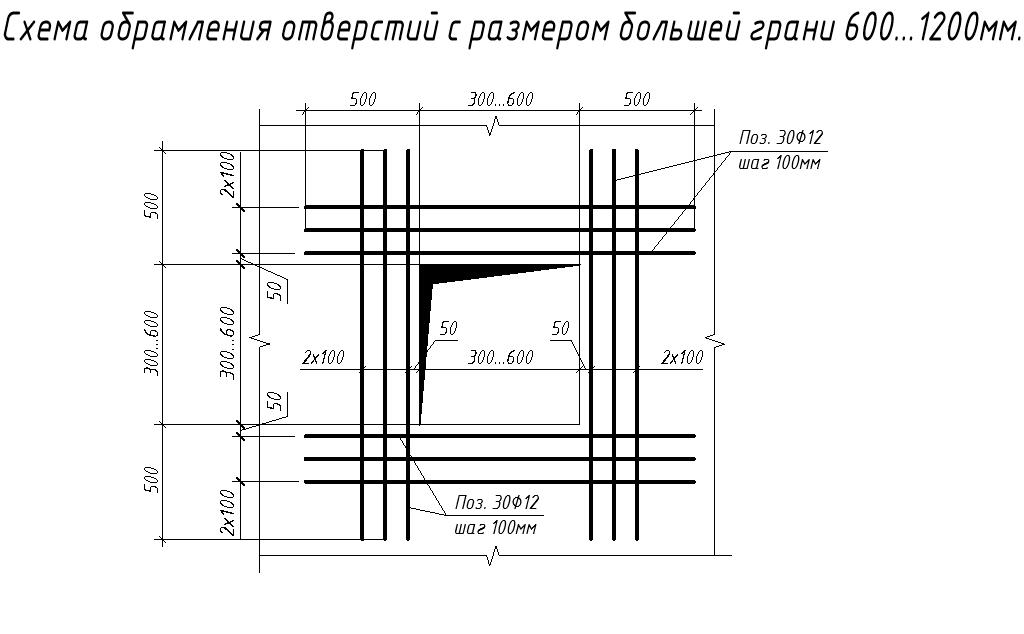 Схема обрамления отверстий с размером большей грани 600...1200мм.
500
300...600
500
Поз. 30Ф12
шаг 100мм
2х100
500
50
300...600
300...600
50
50
50
2х100
300...600
2х100
500
2х100
Поз. 30Ф12
шаг 100мм